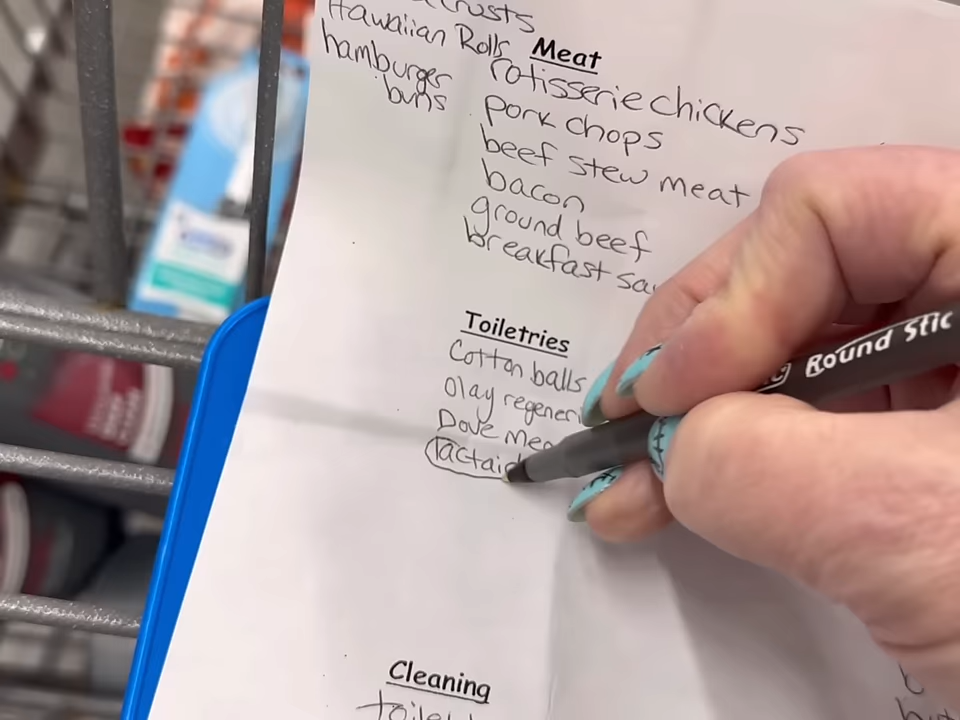 crusts
Hawaiian Rolls
hamburger
buns
Meat
rotisserie chickens
pork chops
beef stew meat
bacon
ground beef
breakfast
Toiletries
Cotton balls
Olay
Dove
lactaid
Cleaning
Round Stic